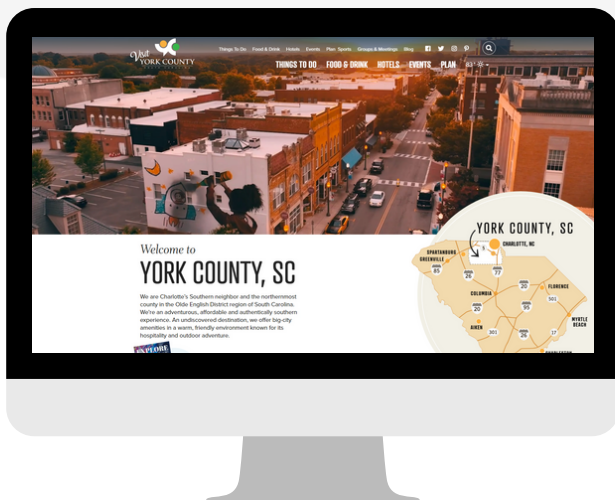 Visit
YORK COUNTY
Things To Do Food & Drink Hotels Events Plan Sports Groups & Meetings Blog
THINGS TO DO FOOD & DRINK HOTELS EVENTS PLAN
Welcome to
YORK COUNTY, SC
We are Charlotte's Southern neighbor and the northernmost
county in the Olde English District region of South Carolina.
We're an adventurous, affordable and authentically southern
experience. An undiscovered destination, we offer big-city
amenities in a warm, friendly environment known for its
hospitality and outdoor adventure.
EXPLORE
YORK COUNTY, SC
CHARLOTTE, NC
SPARTANBURG
GREENVILLE
85
26
77
COLUMBIA
20
FLORENCE
501
20
95
MYRTLE
BEACH
AIKEN
301
26
17
CHARLESTON